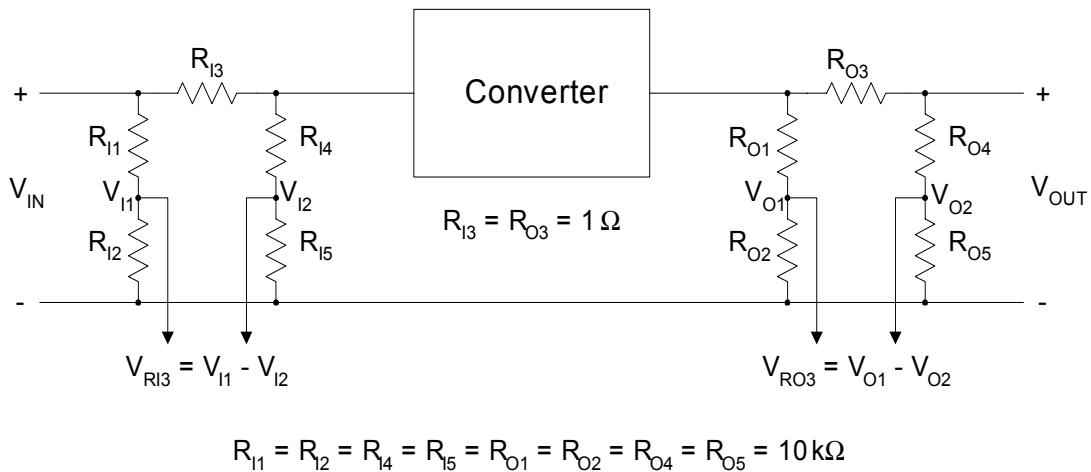 R_I3
Converter
R_O3
+
+
R_I1
R_I4
R_O1
R_O4
V_IN
V_I1
V_I2
V_O1
V_O2
V_OUT
R_I3 = R_O3 = 1 Ω
R_I2
R_I5
R_O2
R_O5
-
-
V_RI3 = V_I1 - V_I2
V_RO3 = V_O1 - V_O2
R_I1 = R_I2 = R_I4 = R_I5 = R_O1 = R_O2 = R_O4 = R_O5 = 10 kΩ